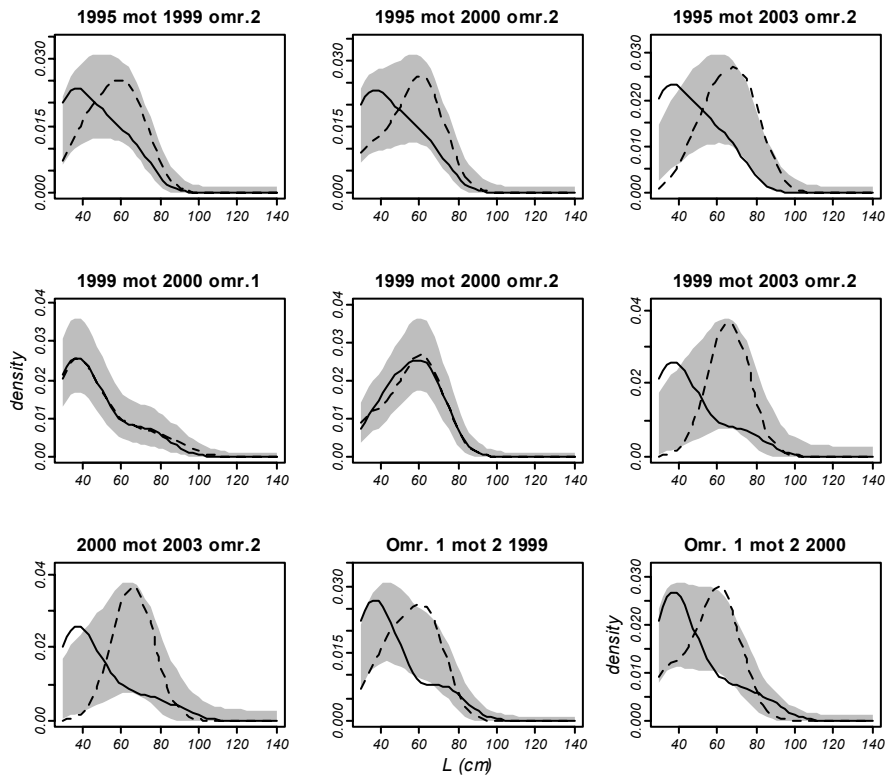 1995 mot 1999 omr.2
1995 mot 2000 omr.2
1995 mot 2003 omr.2
0.000 0.015 0.030
40 60 80 100 120 140
0.000 0.015 0.030
40 60 80 100 120 140
0.000 0.010 0.020 0.030
40 60 80 100 120 140
1999 mot 2000 omr.1
1999 mot 2000 omr.2
1999 mot 2003 omr.2
density
0.00 0.01 0.02 0.03 0.04
40 60 80 100 120 140
0.00 0.01 0.02 0.03 0.04
40 60 80 100 120 140
0.00 0.02 0.04
40 60 80 100 120 140
2000 mot 2003 omr.2
Omr. 1 mot 2 1999
Omr. 1 mot 2 2000
0.00 0.02 0.04
40 60 80 100 120 140
0.000 0.015 0.030
40 60 80 100 120 140
L (cm)
density
0.000 0.010 0.020 0.030
40 60 80 100 120 140